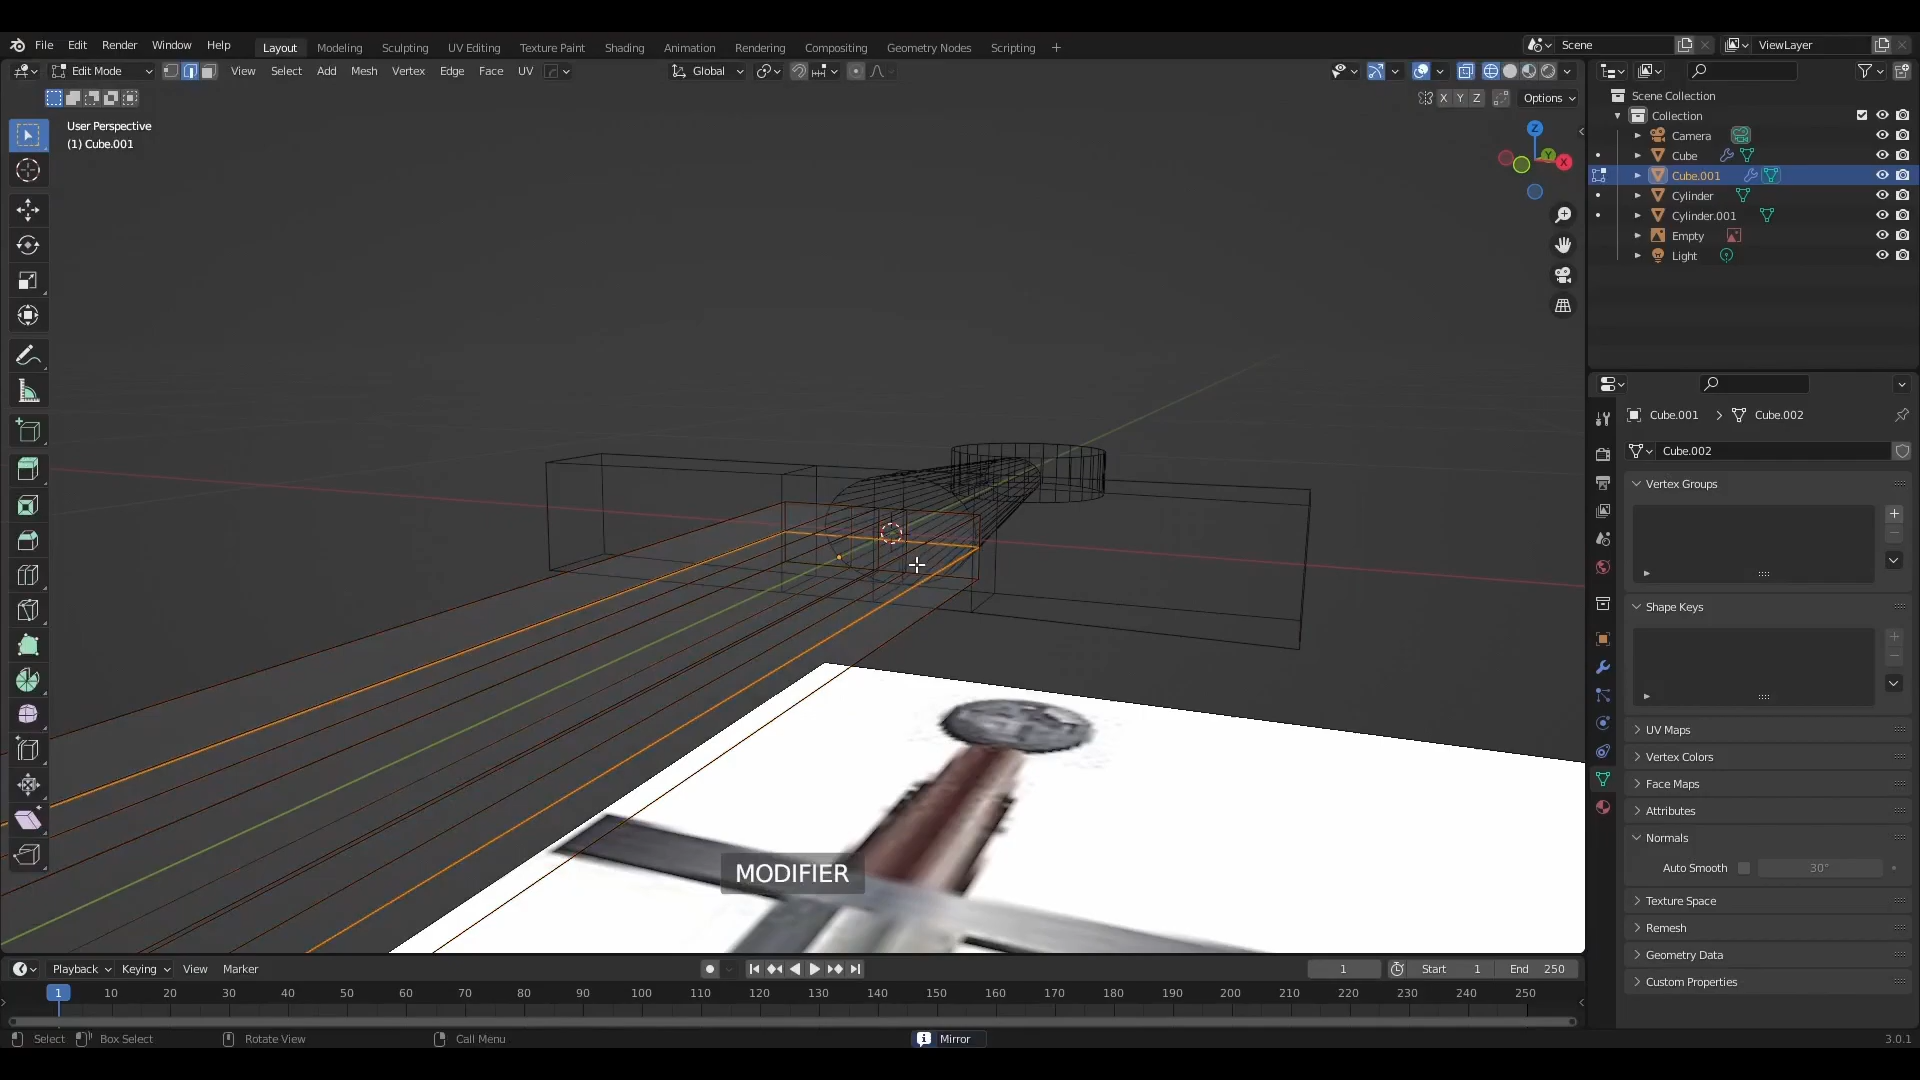 File Edit Render Window Help Layout Modeling Sculpting UV Editing Texture Paint Shading Animation Rendering Compositing Geometry Nodes Scripting + Scene ViewLayer
Edit Mode View Select Add Mesh Vertex Edge Face UV Global
X Y Z Options
User Perspective
(1) Cube.001
Z
Y
X
Scene Collection
Collection
Camera
Cube
Cube.001
Cylinder
Cylinder.001
Empty
Light
Cube.001 > Cube.002
Cube.002
Vertex Groups
Shape Keys
UV Maps
Vertex Colors
Face Maps
Attributes
Normals
Auto Smooth 30°
Texture Space
Remesh
Geometry Data
Custom Properties
MODIFIER
Playback Keying View Marker 1 Start 1 End 250
1 10 20 30 40 50 60 70 80 90 100 110 120 130 140 150 160 170 180 190 200 210 220 230 240 250
Select Box Select Rotate View Call Menu Mirror 3.0.1